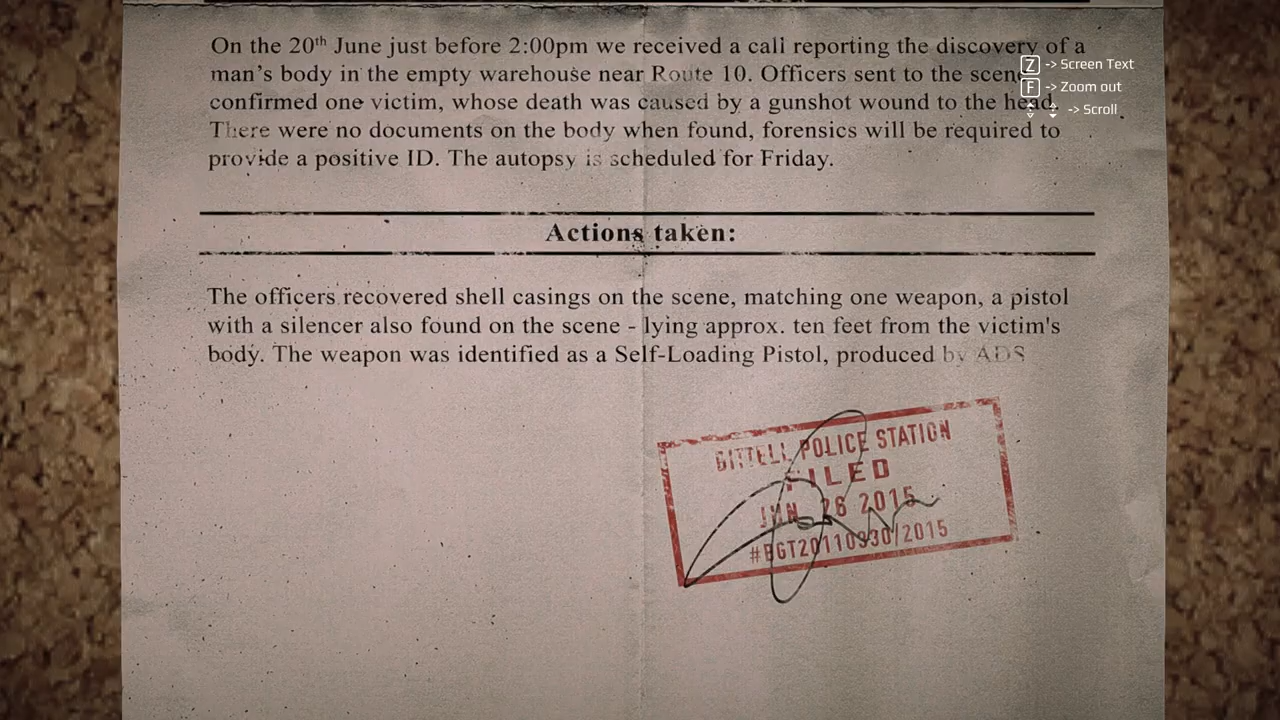 On the 20th June just before 2:00pm we received a call reporting the discovery of a
man's body in the empty warehouse near Route 10. Officers sent to the scene
confirmed one victim, whose death was caused by a gunshot wound to the head.
There were no documents on the body when found, forensics will be required to
provide a positive ID. The autopsy is scheduled for Friday.
Z -> Screen Text
F -> Zoom out
-> Scroll
Actions taken:
The officers recovered shell casings on the scene, matching one weapon, a pistol
with a silencer also found on the scene - lying approx. ten feet from the victim's
body. The weapon was identified as a Self-Loading Pistol, produced by ADS
POLICE STATION
FILED
JUN 26 2015